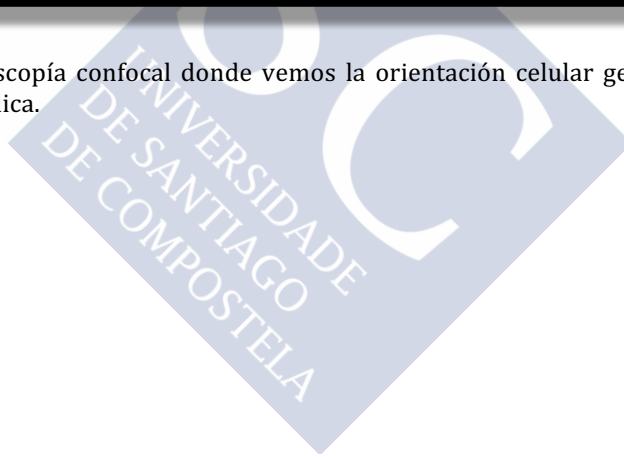 scopía confocal donde vemos la orientación celular ge
ica.
UNIVERSIDADE
DE SANTIAGO
DE COMPOSTELA